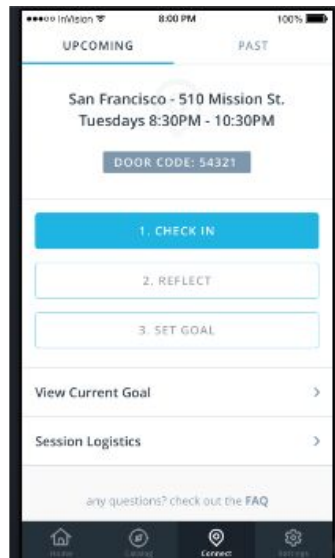 InVision 8:00 PM 100%
UPCOMING PAST
San Francisco - 510 Mission St.
Tuesdays 8:30PM - 10:30PM
DOOR CODE: 54321
1. CHECK IN
2. REFLECT
3. SET GOAL
View Current Goal
Session Logistics
any questions? check out the FAQ
Home Connect Settings